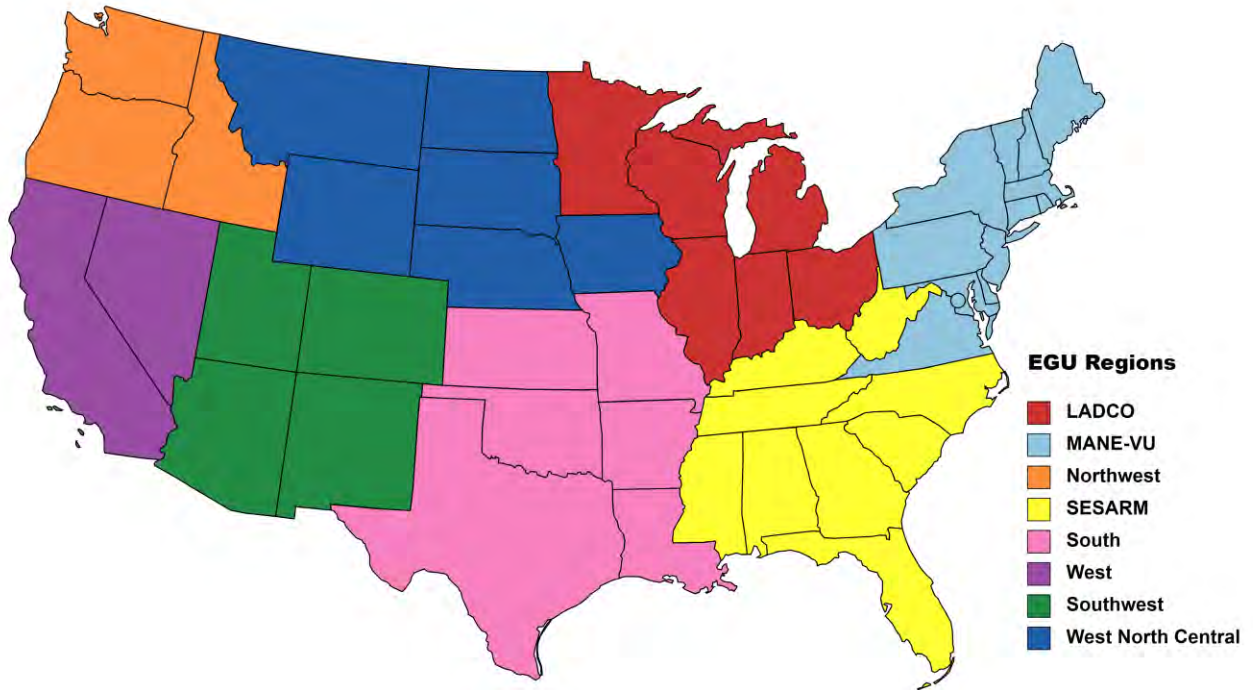 EGU Regions
LADCO
MANE-VU
Northwest
SESARM
South
West
Southwest
West North Central